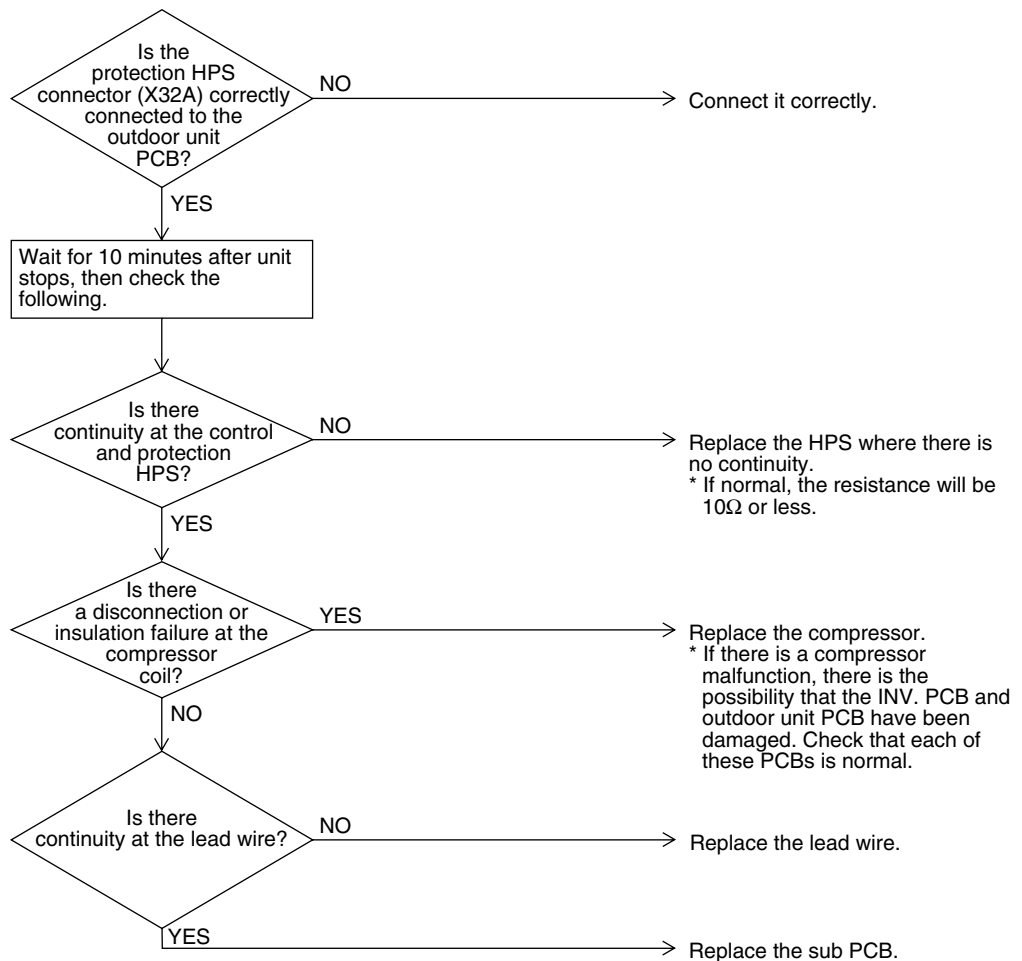 Is the
protection HPS
connector (X32A) correctly
connected to the
outdoor unit
PCB?
NO
Connect it correctly.
YES
Wait for 10 minutes after unit
stops, then check the
following.
Is there
continuity at the control
and protection
HPS?
NO
Replace the HPS where there is
no continuity.
* If normal, the resistance will be
10Ω or less.
YES
Is there
a disconnection or
insulation failure at the
compressor
coil?
YES
Replace the compressor.
* If there is a compressor
malfunction, there is the
possibility that the INV. PCB and
outdoor unit PCB have been
damaged. Check that each of
these PCBs is normal.
NO
Is there
continuity at the lead wire?
NO
Replace the lead wire.
YES
Replace the sub PCB.